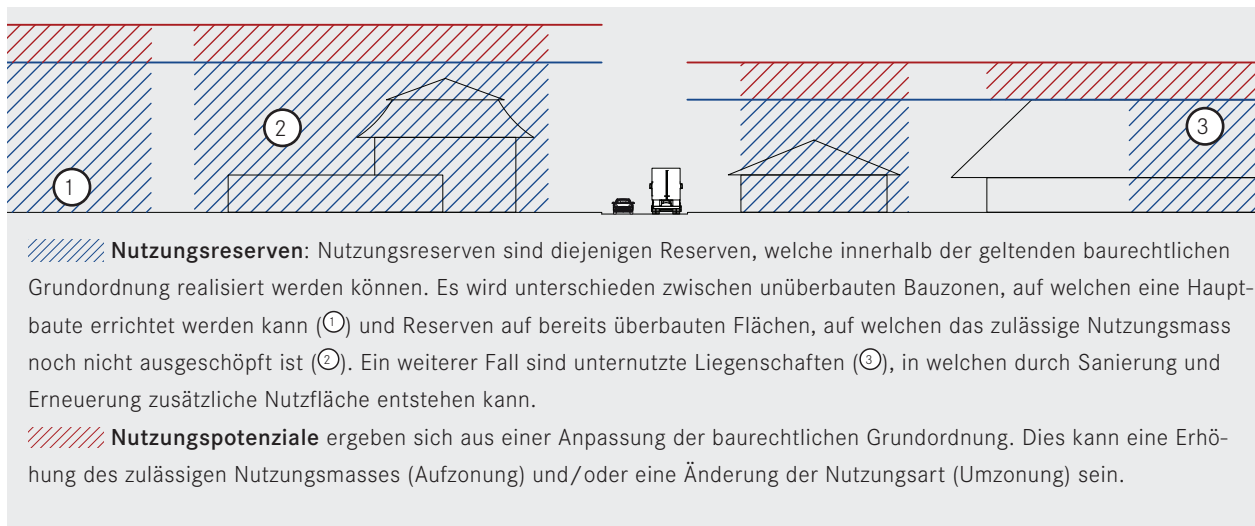 1
2
3
Nutzungsreserven: Nutzungsreserven sind diejenigen Reserven, welche innerhalb der geltenden baurechtlichen
Grundordnung realisiert werden können. Es wird unterschieden zwischen unüberbauten Bauzonen, auf welchen eine Haupt-
baute errichtet werden kann (①) und Reserven auf bereits überbauten Flächen, auf welchen das zulässige Nutzungsmass
noch nicht ausgeschöpft ist (②). Ein weiterer Fall sind unternutzte Liegenschaften (③), in welchen durch Sanierung und
Erneuerung zusätzliche Nutzfläche entstehen kann.
Nutzungspotenziale ergeben sich aus einer Anpassung der baurechtlichen Grundordnung. Dies kann eine Erhö-
hung des zulässigen Nutzungsmasses (Aufzonung) und/oder eine Änderung der Nutzungsart (Umzonung) sein.